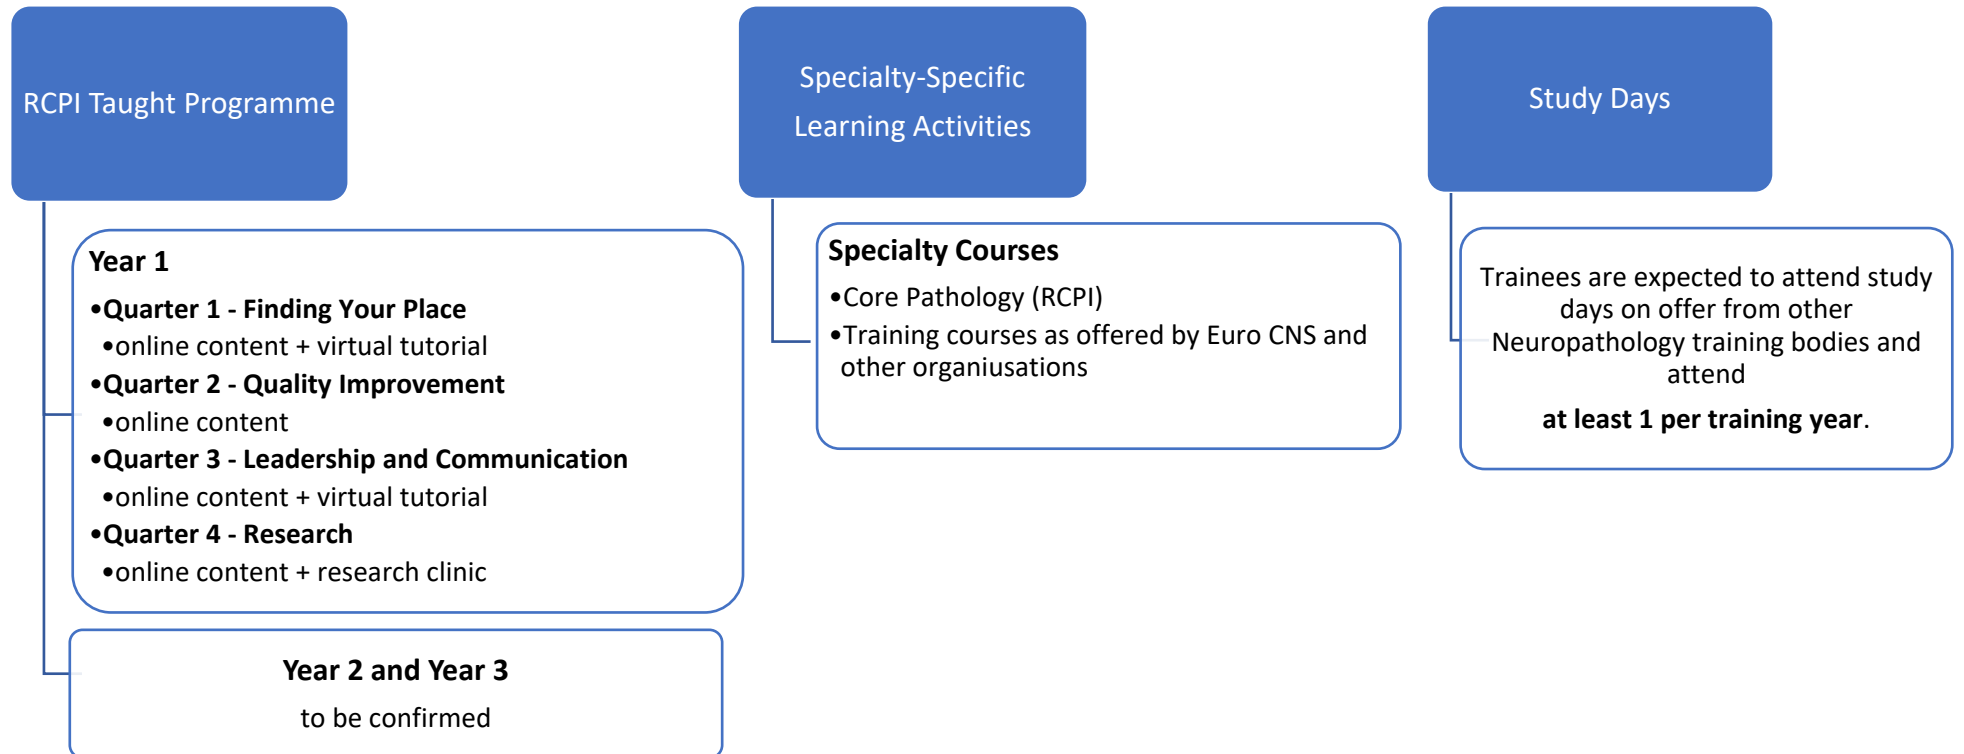 RCPI Taught Programme
Year 1
•Quarter 1 - Finding Your Place
•online content + virtual tutorial
•Quarter 2 - Quality Improvement
•online content
•Quarter 3 - Leadership and Communication
•online content + virtual tutorial
•Quarter 4 - Research
•online content + research clinic
Year 2 and Year 3
to be confirmed
Specialty-Specific
Learning Activities
Specialty Courses
•Core Pathology (RCPI)
•Training courses as offered by Euro CNS and
other organiusations
Study Days
Trainees are expected to attend study
days on offer from other
Neuropathology training bodies and
attend
at least 1 per training year.